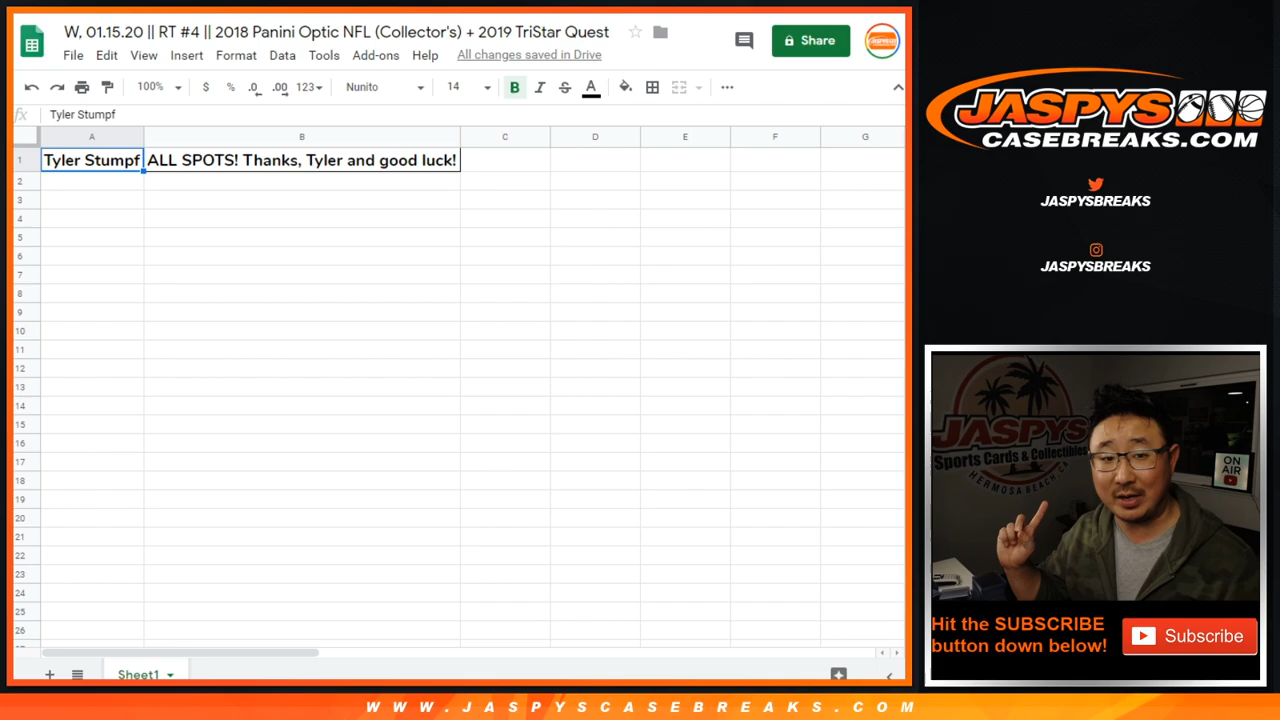 W, 01.15.20 || RT #4 || 2018 Panini Optic NFL (Collector's) + 2019 TriStar Quest
Share
File Edit View Insert Format Data Tools Add-ons Help All changes saved in Drive
100% $ % .0 .00 123 Nunito 14 B I S A
fx Tyler Stumpf
A B C D E F G
1 Tyler Stumpf ALL SPOTS! Thanks, Tyler and good luck!
2
3
4
5
6
7
8
9
10
11
12
13
14
15
16
17
18
19
20
21
22
23
24
25
26
Sheet1
JASPYS
CASEBREAKS.COM
JASPYSBREAKS
JASPYSBREAKS
JASPYS
Sports Cards & Collectibles
HERMOSA BEACH, CA
ON
AIR
Hit the SUBSCRIBE
button down below!
Subscribe
WWW.JASPYSCASEBREAKS.COM